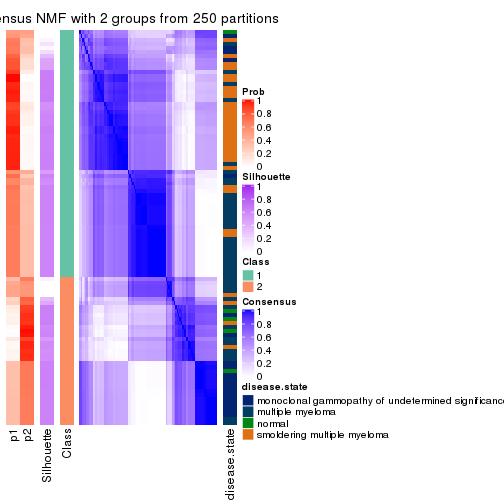 ensus NMF with 2 groups from 250 partitions
Prob
1
0.8
0.6
0.4
0.2
0
Silhouette
1
0.8
0.6
0.4
0.2
0
Class
1
2
Consensus
1
0.8
0.6
0.4
0.2
0
disease.state
monoclonal gammopathy of undetermined significance
multiple myeloma
normal
smoldering multiple myeloma
p1
p2
Silhouette
Class
disease.state